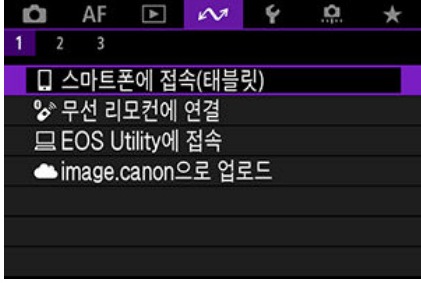 AF
1 2 3
스마트폰에 접속(태블릿)
무선 리모컨에 연결
EOS Utility에 접속
image.canon으로 업로드